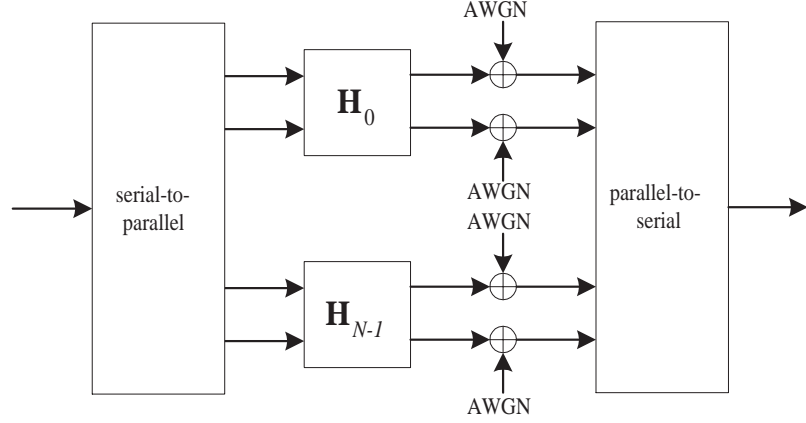 AWGN
H0
serial-to-
parallel
AWGN
parallel-to-
serial
AWGN
HN-1
AWGN